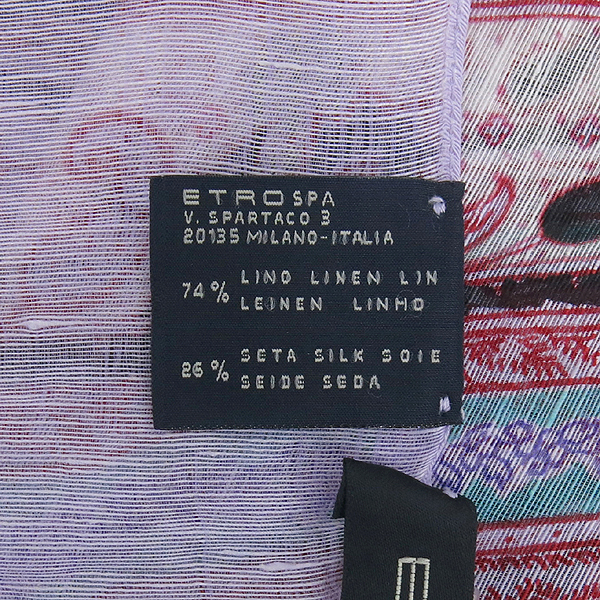 ETRO SPA
V. SPARTACO 3
20135 MILANO-ITALIA
74% LINO LINEN LIN
LEINEN LINHO
26% SETA SILK SOIE
SEIDE SEDA